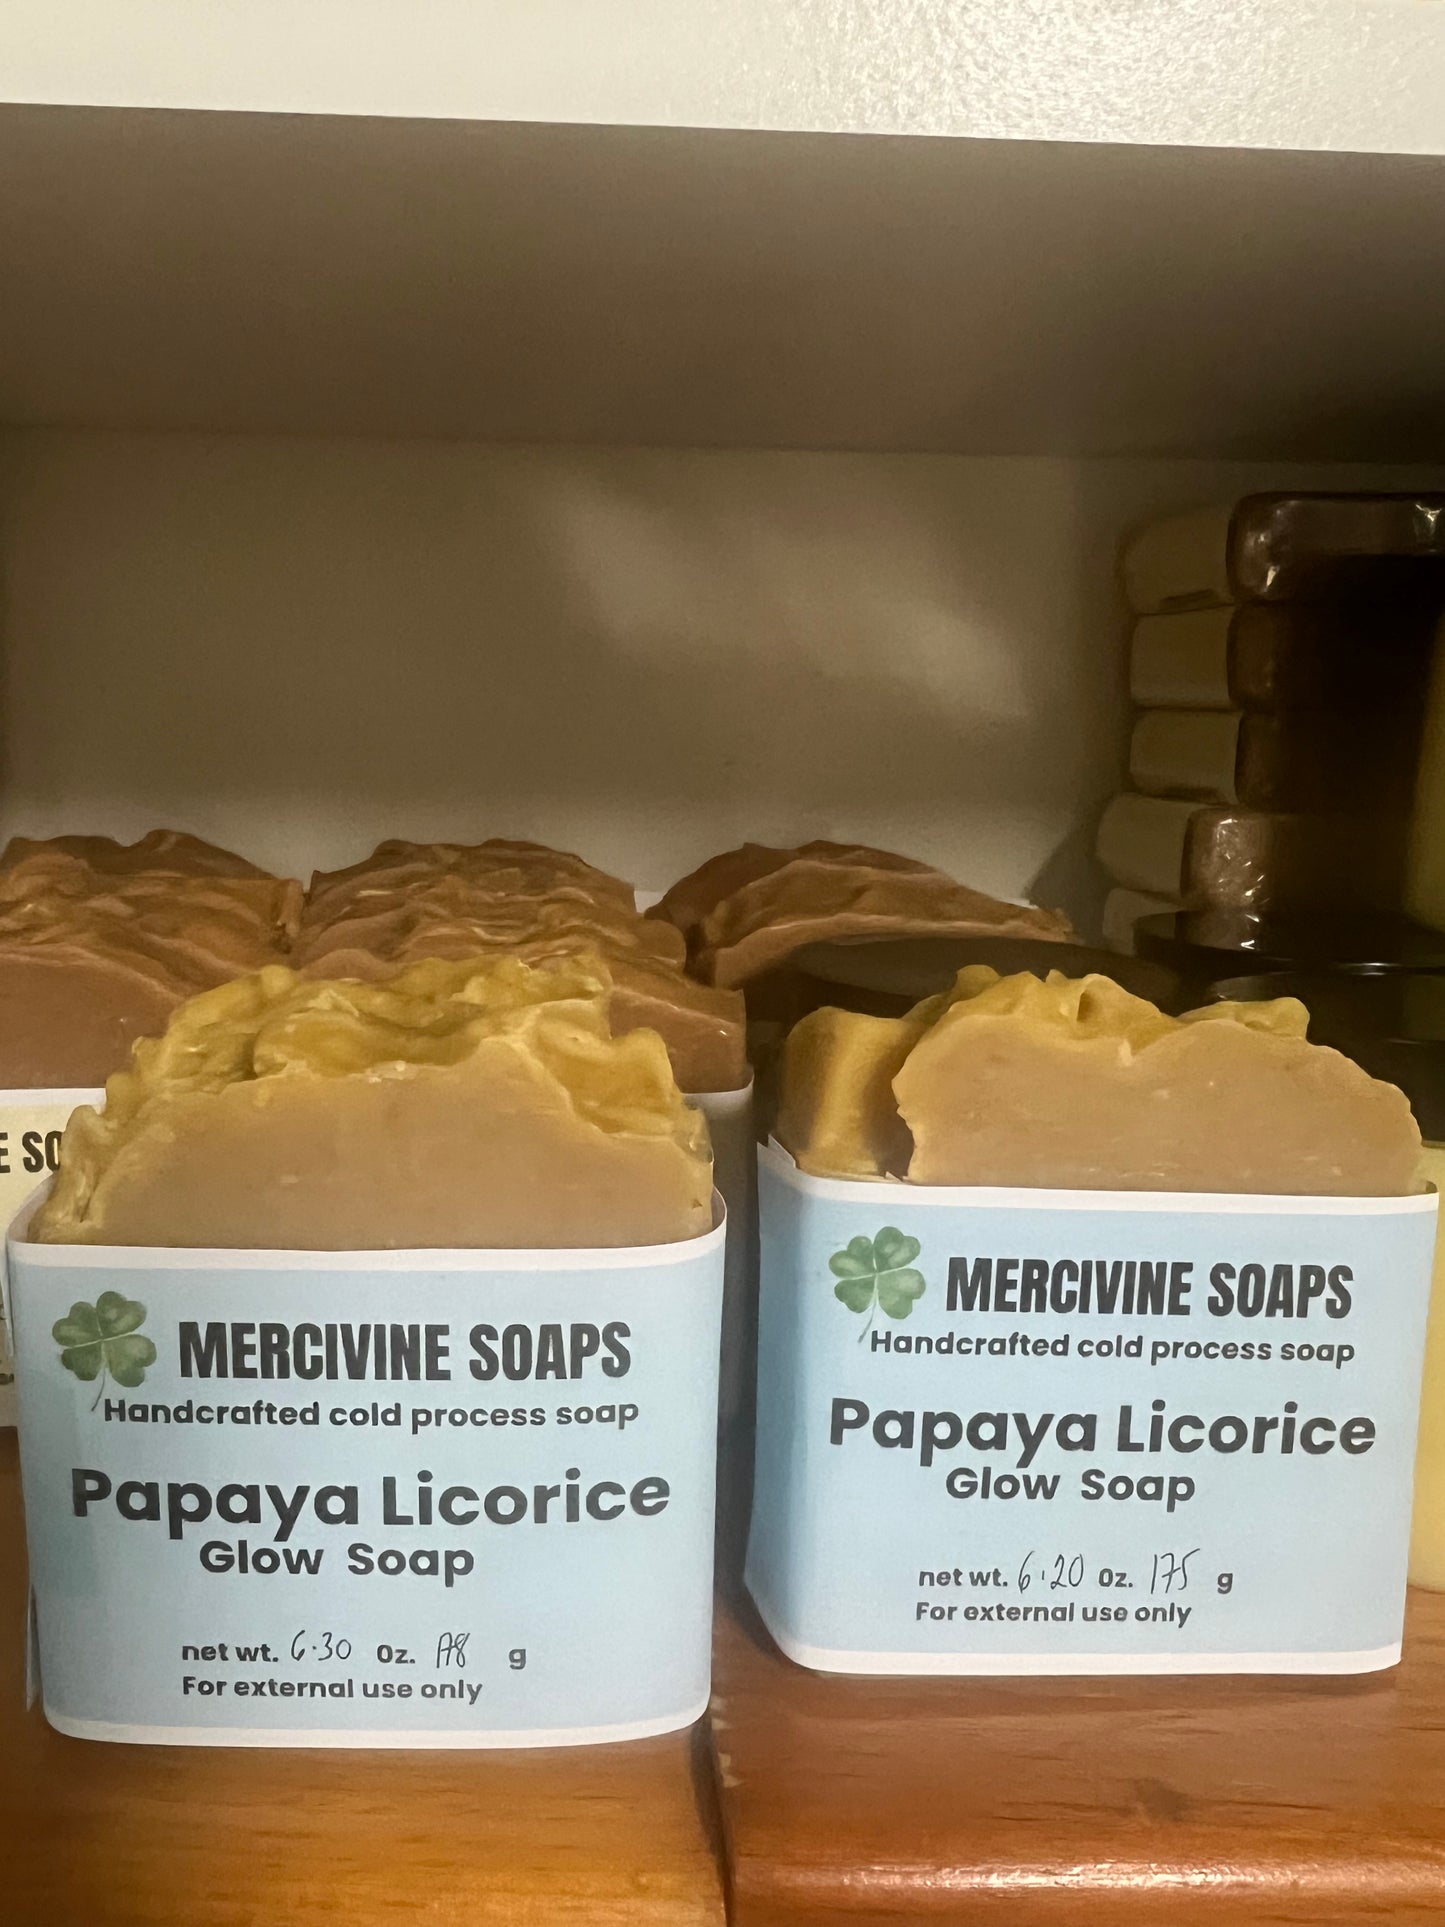 E SO
MERCIVINE SOAPS
Handcrafted cold process soap
Papaya Licorice
Glow Soap
net wt. 6.30 Oz. 178 g
For external use only
MERCIVINE SOAPS
Handcrafted cold process soap
Papaya Licorice
Glow Soap
net wt. 6.20 Oz. 175 g
For external use only